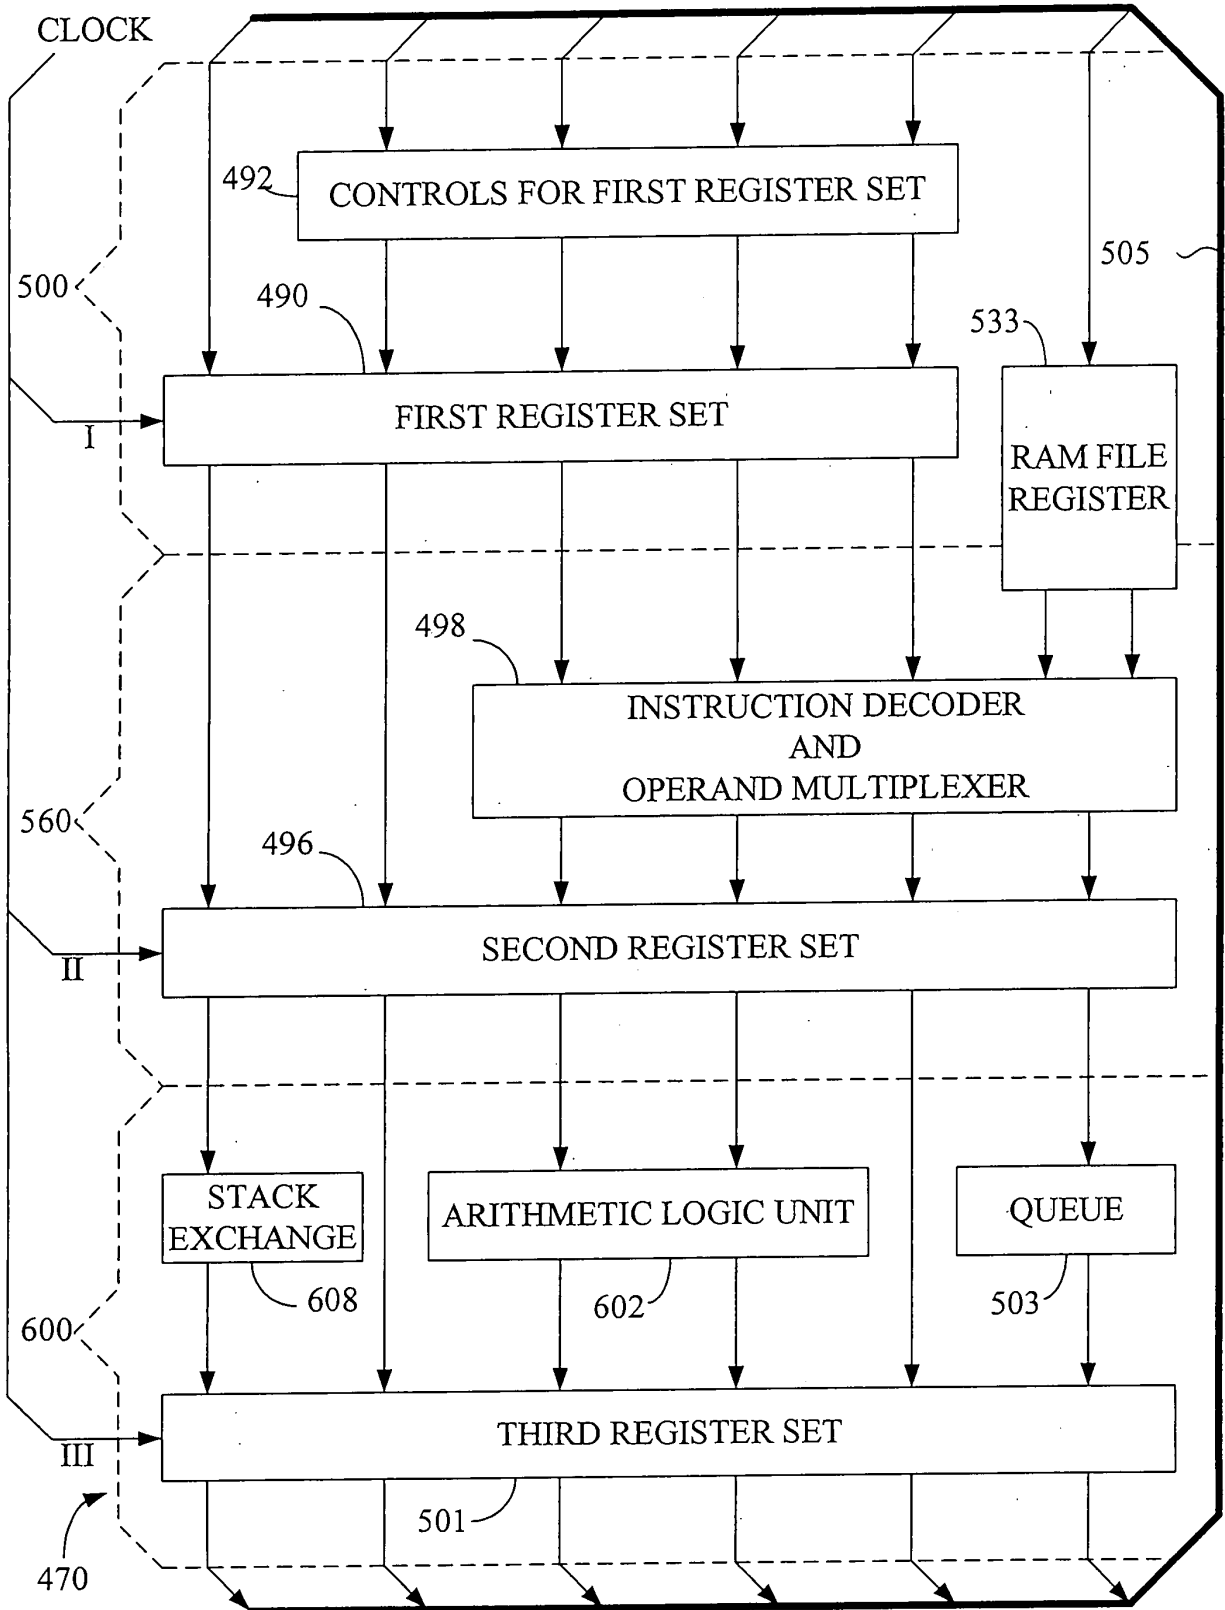 CLOCK
492
CONTROLS FOR FIRST REGISTER SET
505
500
490
533
FIRST REGISTER SET
I
RAM FILE
REGISTER
498
INSTRUCTION DECODER
AND
OPERAND MULTIPLEXER
560
496
SECOND REGISTER SET
II
STACK
EXCHANGE
ARITHMETIC LOGIC UNIT
QUEUE
608
602
503
600
THIRD REGISTER SET
III
501
470